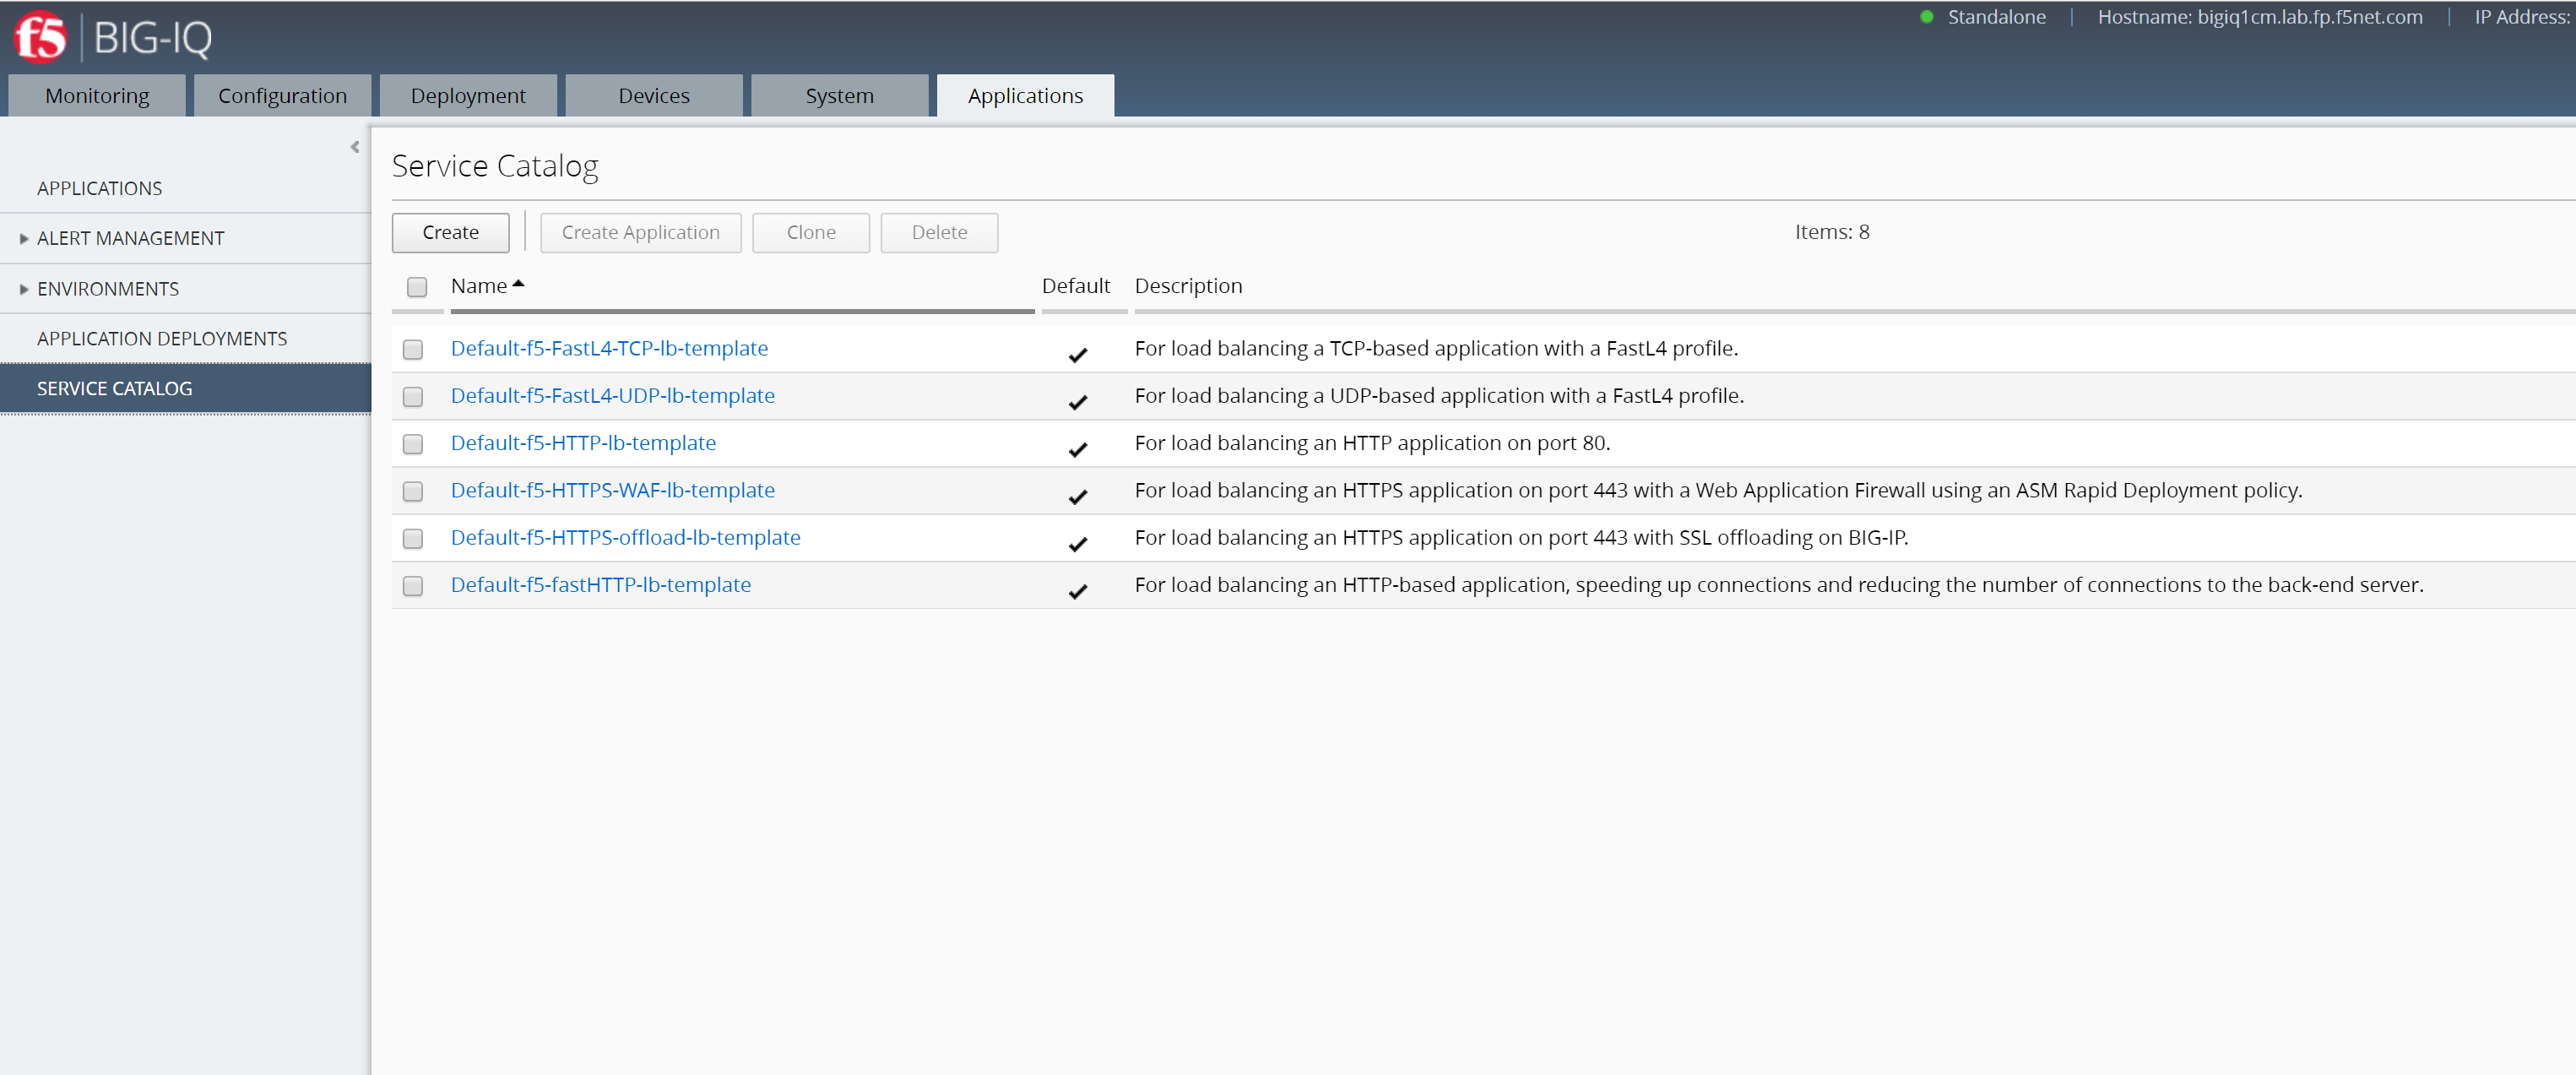 f5 BIG-IQ
Standalone | Hostname: bigiq1cm.lab.fp.f5net.com | IP Address:
Monitoring Configuration Deployment Devices System Applications
APPLICATIONS
ALERT MANAGEMENT
ENVIRONMENTS
APPLICATION DEPLOYMENTS
SERVICE CATALOG
Service Catalog
Create Create Application Clone Delete Items: 8
Name Default Description
Default-f5-FastL4-TCP-lb-template For load balancing a TCP-based application with a FastL4 profile.
Default-f5-FastL4-UDP-lb-template For load balancing a UDP-based application with a FastL4 profile.
Default-f5-HTTP-lb-template For load balancing an HTTP application on port 80.
Default-f5-HTTPS-WAF-lb-template For load balancing an HTTPS application on port 443 with a Web Application Firewall using an ASM Rapid Deployment policy.
Default-f5-HTTPS-offload-lb-template For load balancing an HTTPS application on port 443 with SSL offloading on BIG-IP.
Default-f5-fastHTTP-lb-template For load balancing an HTTP-based application, speeding up connections and reducing the number of connections to the back-end server.